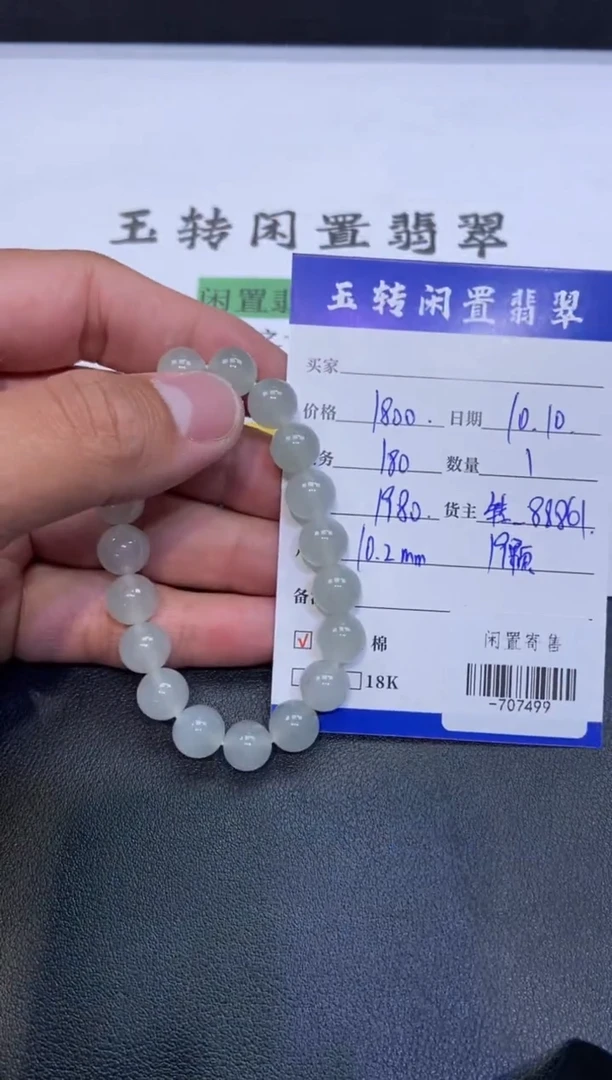 玉转闲置翡翠
闲置翡
玉转闲置翡翠
买家
价格 1800. 日期 10.10.
务 180 数量 1
1980. 货主 88861.
10.2mm 19颗
备
√ 棉 闲置寄售
18K
-707499